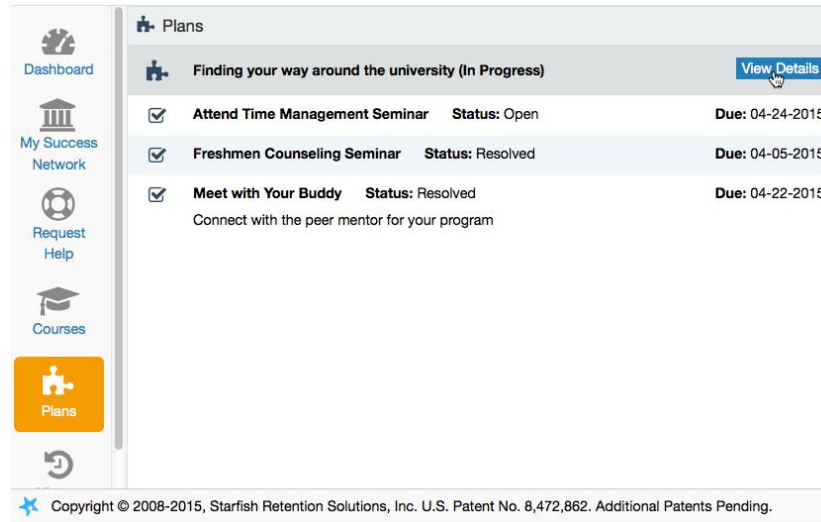 Dashboard
My Success
Network
Request
Help
Courses
Plans
Plans
Finding your way around the university (In Progress) View Details
Attend Time Management Seminar Status: Open Due: 04-24-2015
Freshmen Counseling Seminar Status: Resolved Due: 04-05-2015
Meet with Your Buddy Status: Resolved Due: 04-22-2015
Connect with the peer mentor for your program
Copyright © 2008-2015, Starfish Retention Solutions, Inc. U.S. Patent No. 8,472,862. Additional Patents Pending.